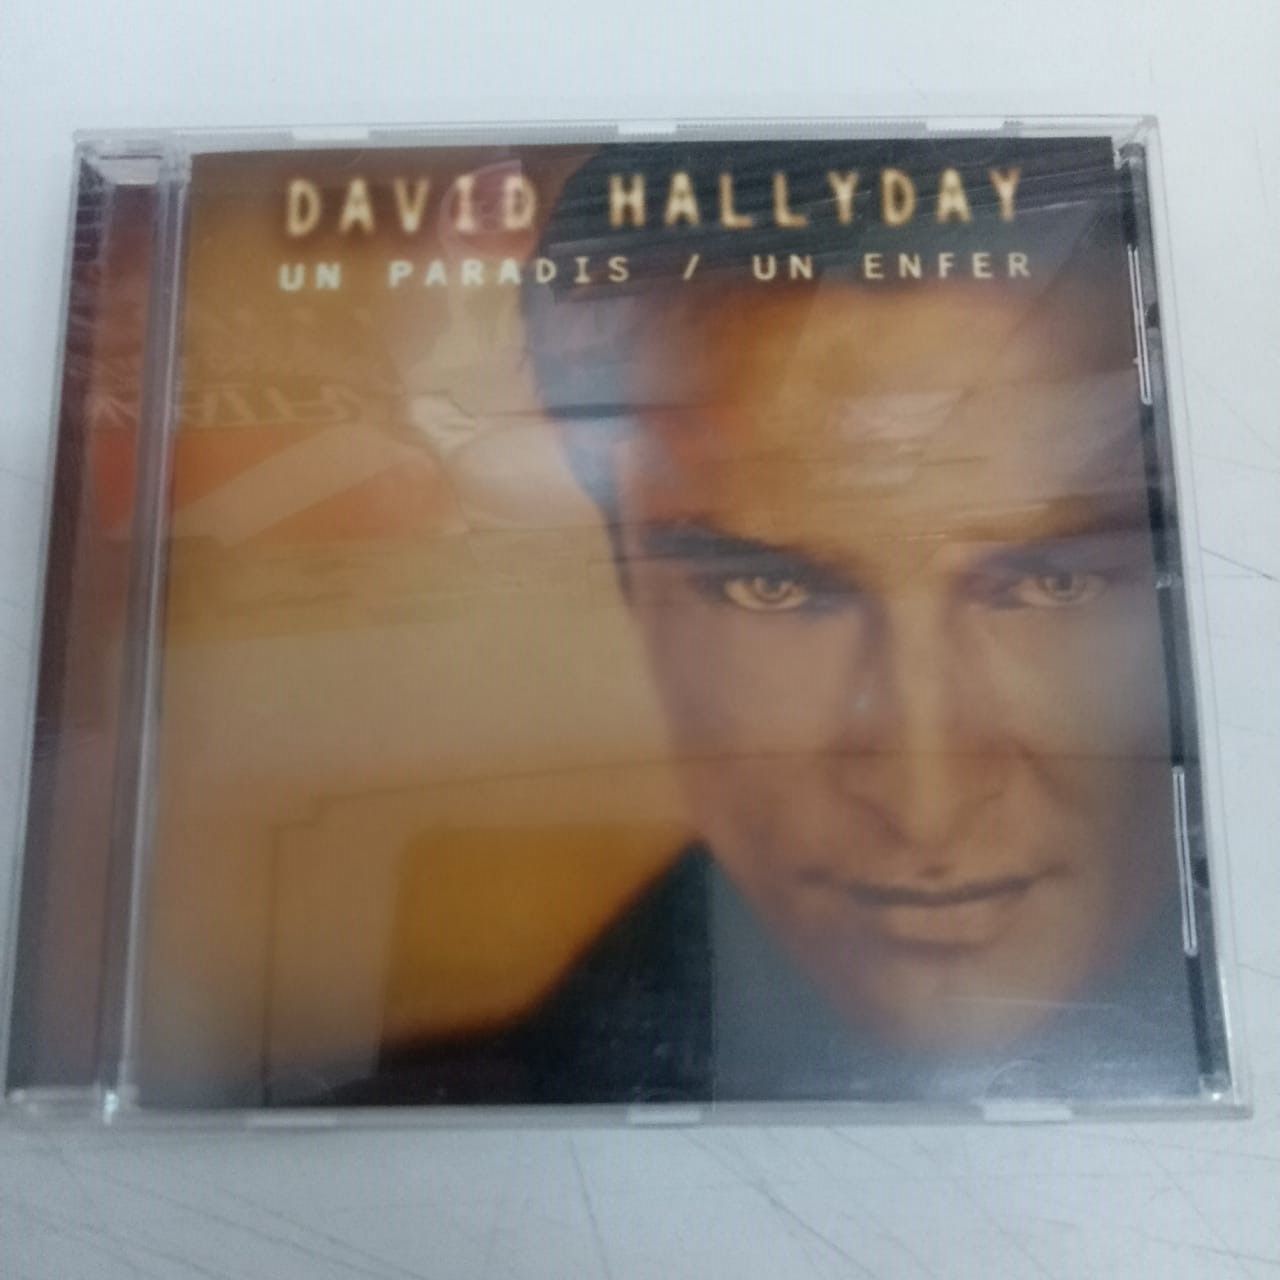 DAVID HALLYDAY
UN PARADIS / UN ENFER